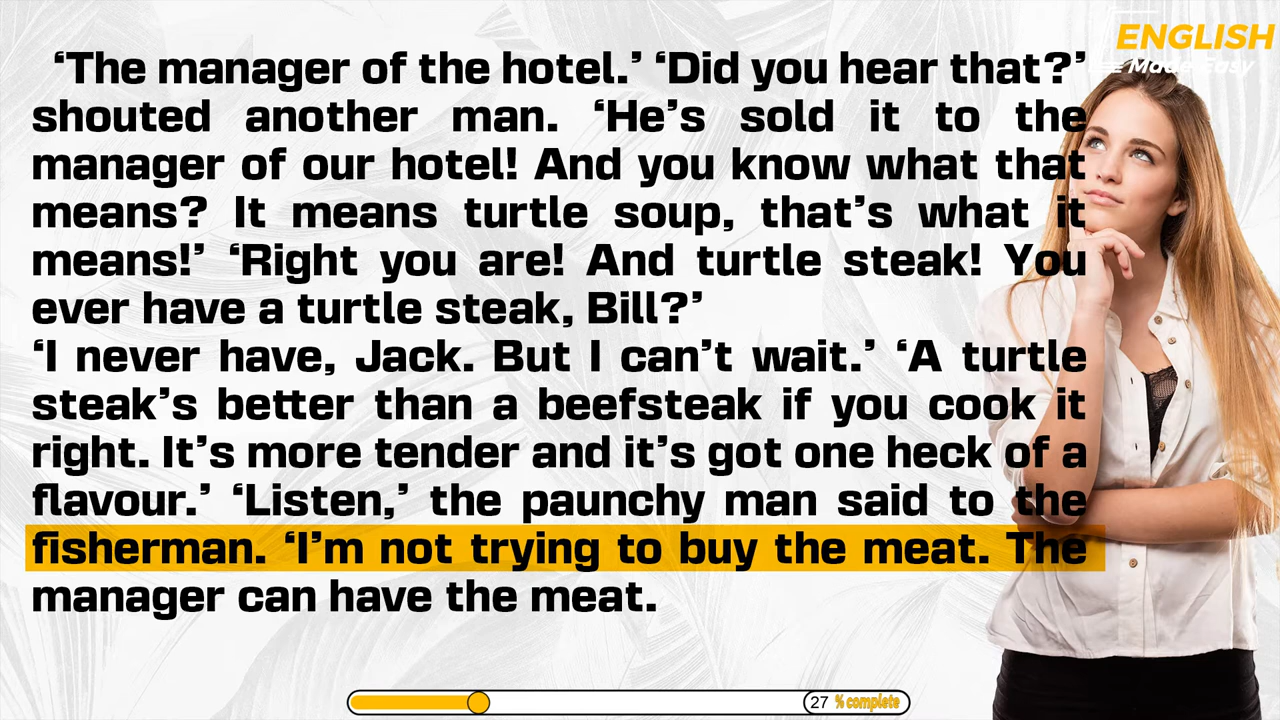 ENGLISH
Made Easy
‘The manager of the hotel.’ ‘Did you hear that?’
shouted another man. ‘He’s sold it to the
manager of our hotel! And you know what that
means? It means turtle soup, that’s what it
means!’ ‘Right you are! And turtle steak! You
ever have a turtle steak, Bill?’
‘I never have, Jack. But I can’t wait.’ ‘A turtle
steak’s better than a beefsteak if you cook it
right. It’s more tender and it’s got one heck of a
flavour.’ ‘Listen,’ the paunchy man said to the
fisherman. ‘I’m not trying to buy the meat. The
manager can have the meat.
27 % complete